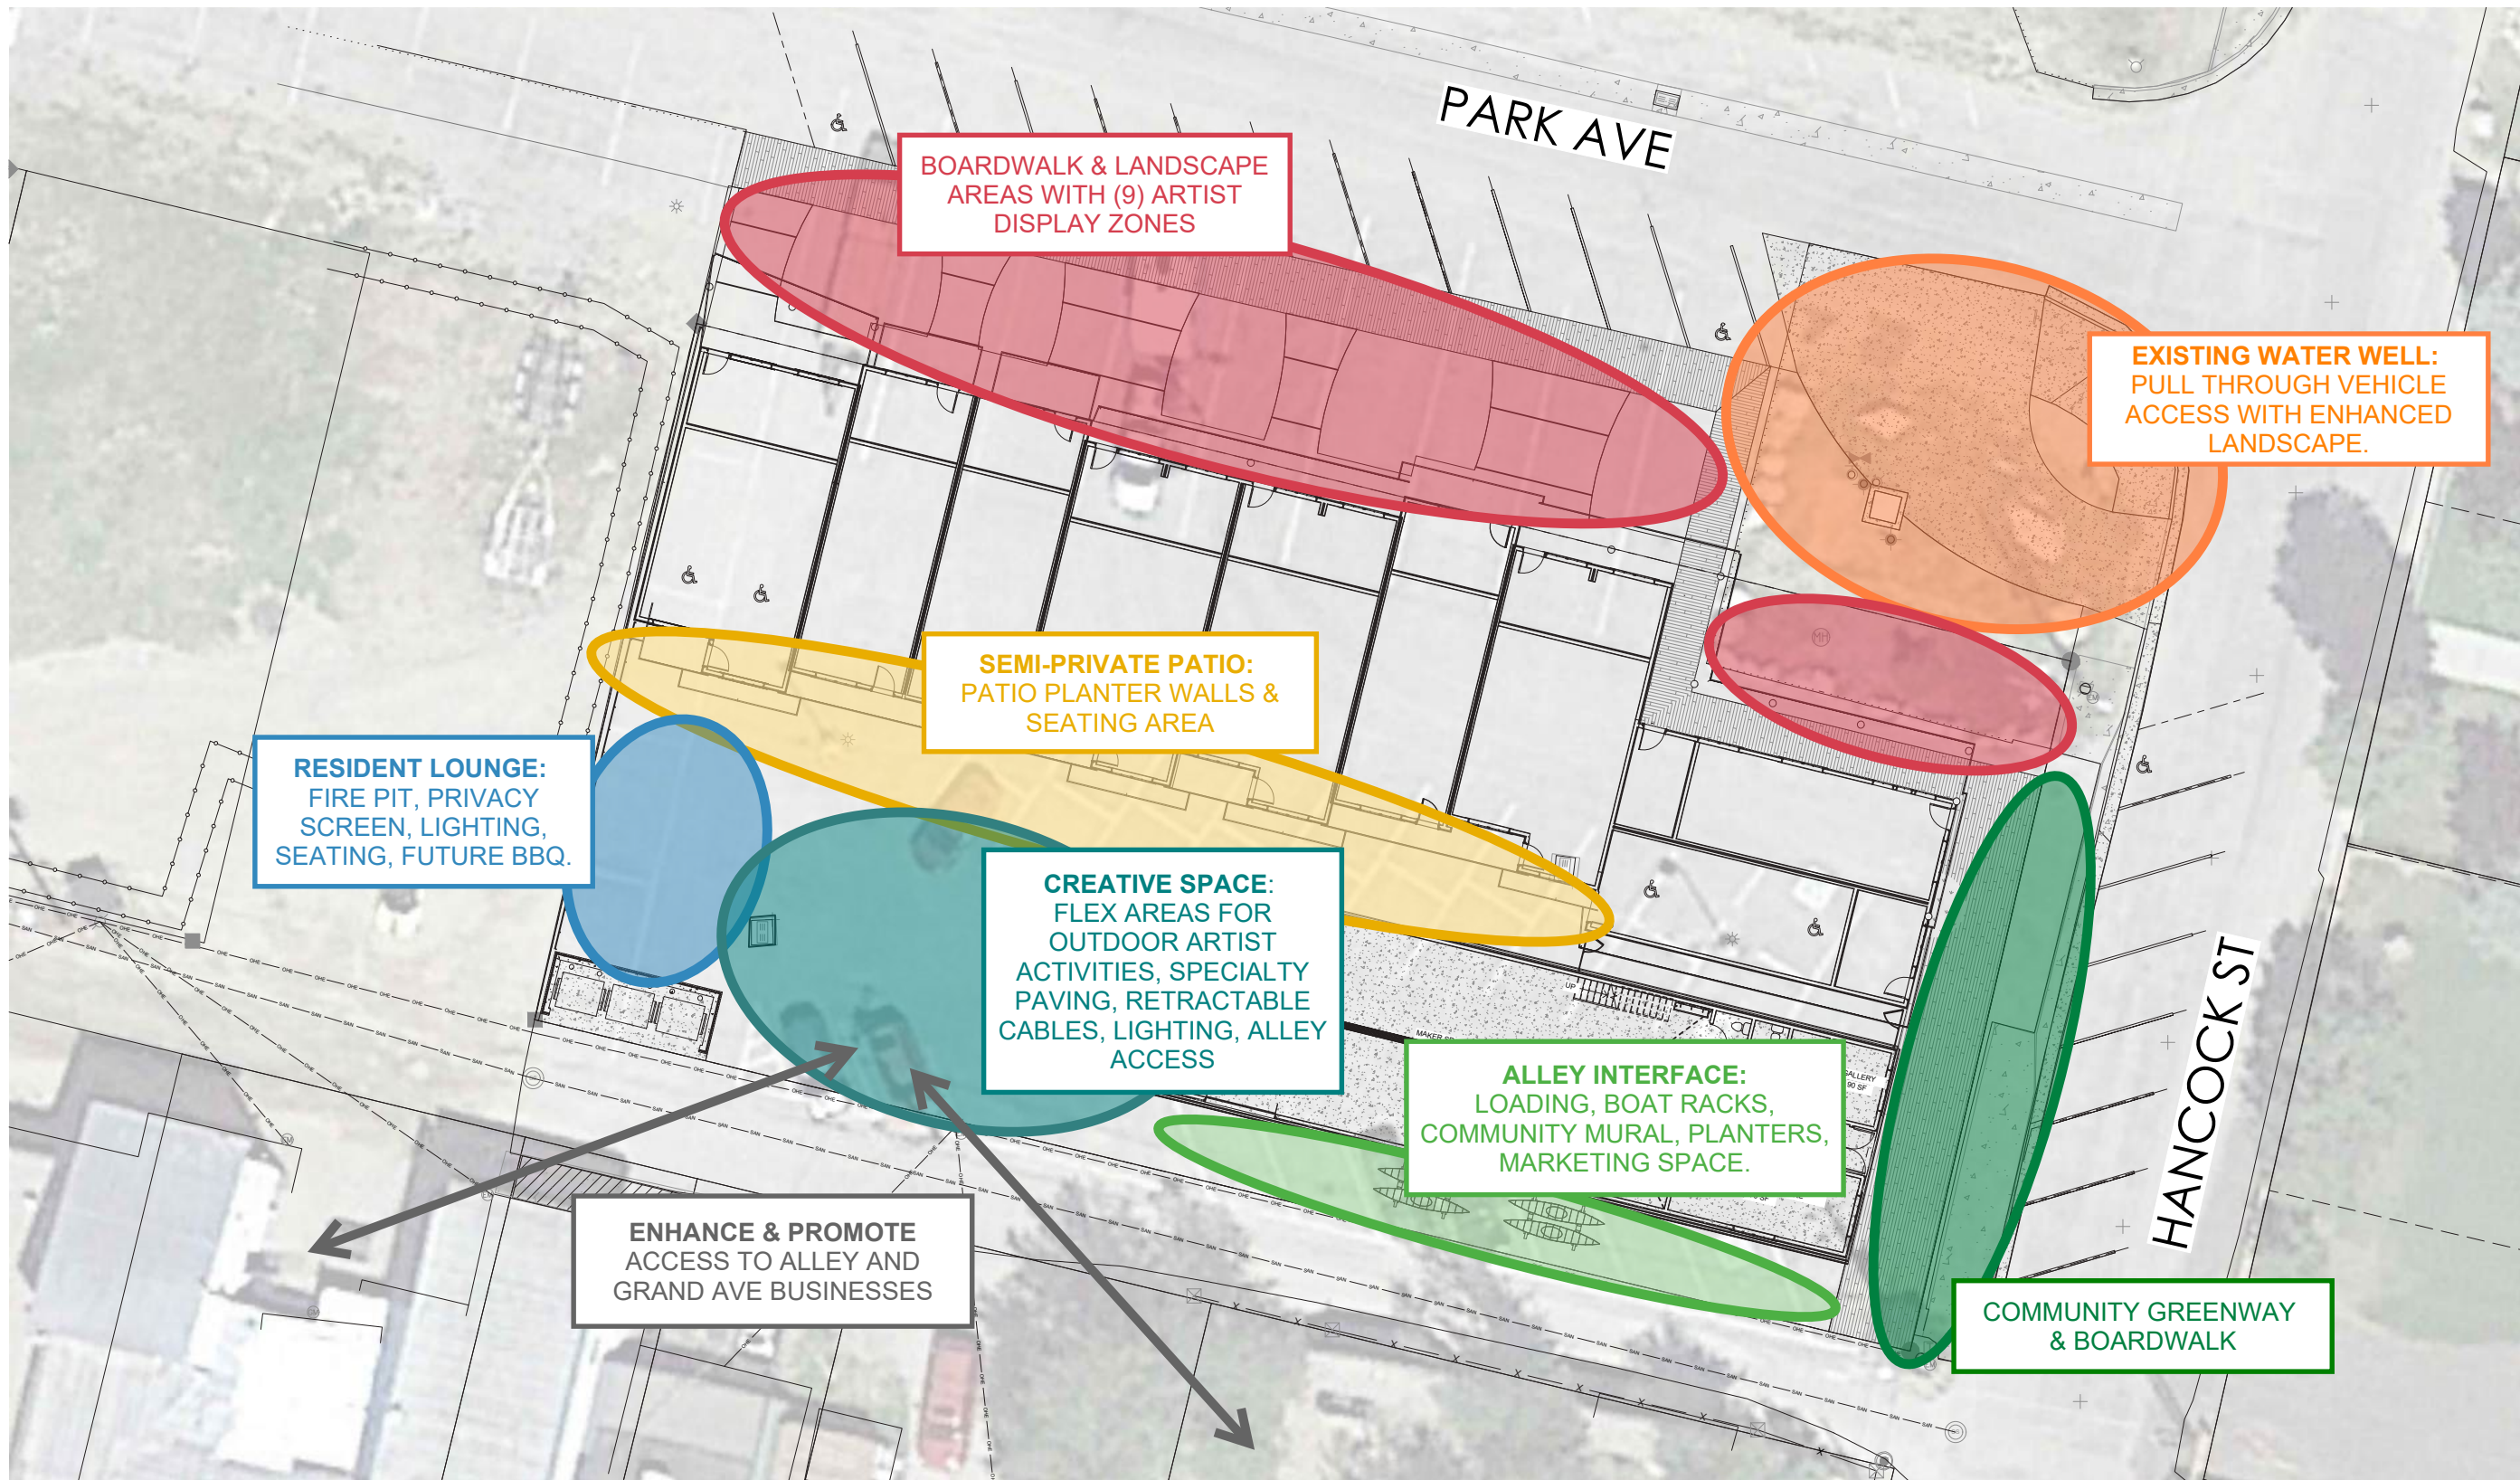 PARK AVE
BOARDWALK & LANDSCAPE
AREAS WITH (9) ARTIST
DISPLAY ZONES
EXISTING WATER WELL:
PULL THROUGH VEHICLE
ACCESS WITH ENHANCED
LANDSCAPE.
MH
SEMI-PRIVATE PATIO:
PATIO PLANTER WALLS &
SEATING AREA
RESIDENT LOUNGE:
FIRE PIT, PRIVACY
SCREEN, LIGHTING,
SEATING, FUTURE BBQ.
CREATIVE SPACE:
FLEX AREAS FOR
OUTDOOR ARTIST
ACTIVITIES, SPECIALTY
PAVING, RETRACTABLE
CABLES, LIGHTING, ALLEY
ACCESS
UP
ALLEY INTERFACE:
LOADING, BOAT RACKS,
COMMUNITY MURAL, PLANTERS,
MARKETING SPACE.
HANCOCK ST
ENHANCE & PROMOTE
ACCESS TO ALLEY AND
GRAND AVE BUSINESSES
COMMUNITY GREENWAY
& BOARDWALK